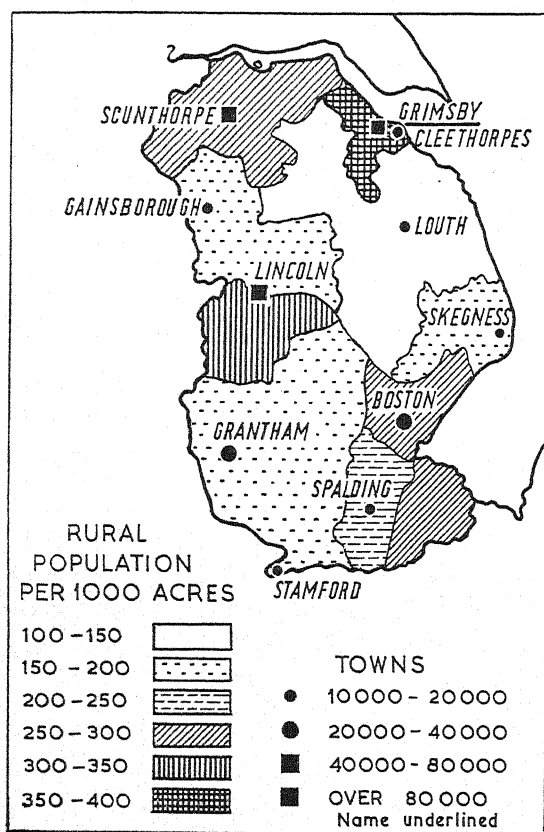 SCUNTHORPE
GRIMSBY
CLEETHORPES
GAINSBOROUGH
LOUTH
LINCOLN
SKEGNESS
BOSTON
GRANTHAM
SPALDING
STAMFORD
RURAL
POPULATION
PER 1000 ACRES
100-150
150-200
200-250
250-300
300-350
350-400
TOWNS
10000-20000
20000-40000
40000-80000
OVER 80000
Name underlined